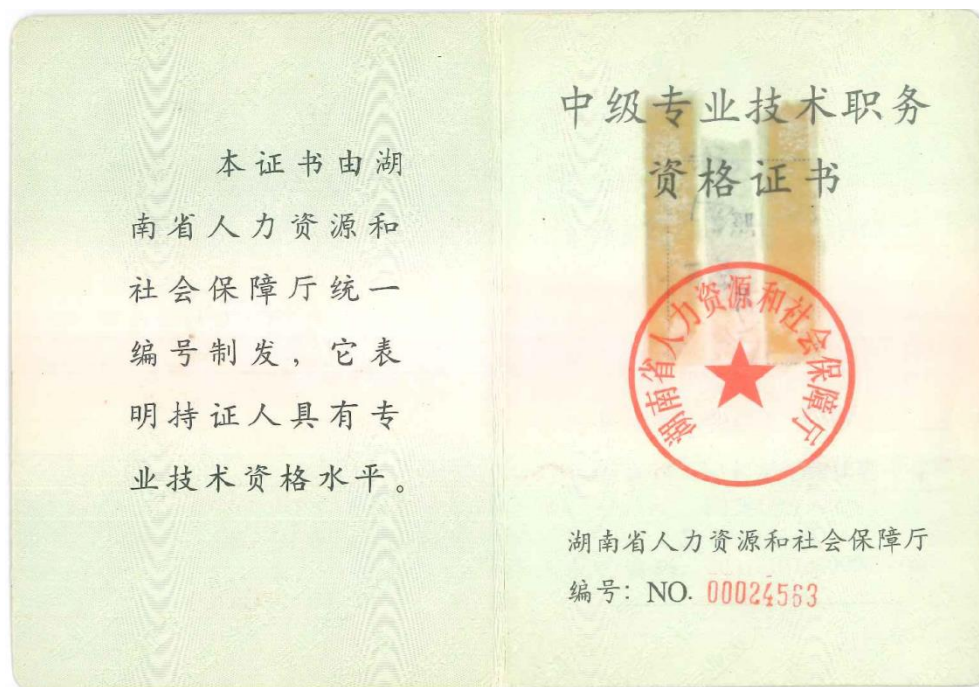 本证书由湖
南省人力资源和
社会保障厅统一
编号制发，它表
明持证人具有专
业技术资格水平。
中级专业技术职务
资格证书
湖南省人力资源和社会保障厅
湖南省人力资源和社会保障厅
编号：NO. 00024563